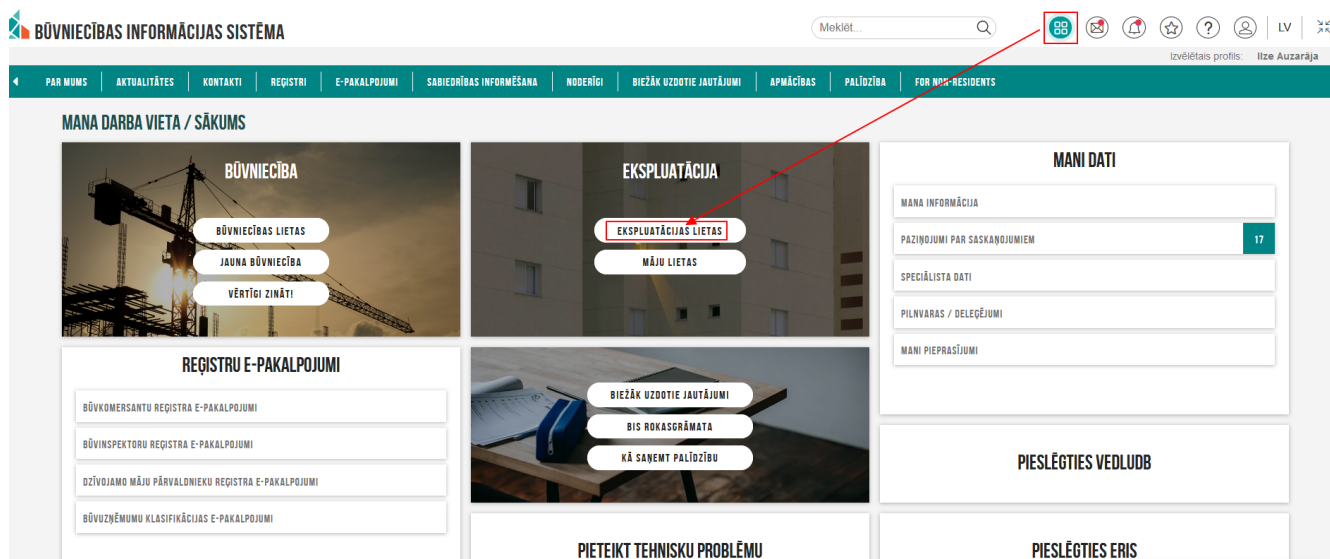 BŪVNIECĪBAS INFORMĀCIJAS SISTĒMA
Meklēt...
LV
Izvēlētais profils: Ilze Auzarāja
PAR MUMS
AKTUALITĀTES
KONTAKTI
REĢISTRI
E-PAKALPOJUMI
SABIEDRĪBAS INFORMĒŠANA
NODERĪGI
BIEŽĀK UZDOTIE JAUTĀJUMI
APMĀCĪBAS
PALĪDZĪBA
FOR NON-RESIDENTS
MANA DARBA VIETA / SĀKUMS
BŪVNIECĪBA
BŪVNIECĪBAS LIETAS
JAUNA BŪVNIECĪBA
VĒRTĪGI ZINĀT!
EKSPLUATĀCIJA
EKSPLUATĀCIJAS LIETAS
MĀJU LIETAS
MANI DATI
MANA INFORMĀCIJA
PAZIŅOJUMI PAR SASKAŅOJUMIEM 17
SPECIĀLISTA DATI
PILNVARAS / DELEĢĒJUMI
MANI PIEPRASĪJUMI
REĢISTRU E-PAKALPOJUMI
BŪVKOMERSANTU REĢISTRA E-PAKALPOJUMI
BŪVINSPEKTORU REĢISTRA E-PAKALPOJUMI
DZĪVOJAMO MĀJU PĀRVALDNIEKU REĢISTRA E-PAKALPOJUMI
BŪVUZŅĒMUMU KLASIFIKĀCIJAS E-PAKALPOJUMI
BIEŽĀK UZDOTIE JAUTĀJUMI
BIS ROKASGRĀMATA
KĀ SAŅEMT PALĪDZĪBU
PIESLĒGTIES VEDLUDB
PIETEIKT TEHNISKU PROBLĒMU
PIESLĒGTIES ERIS